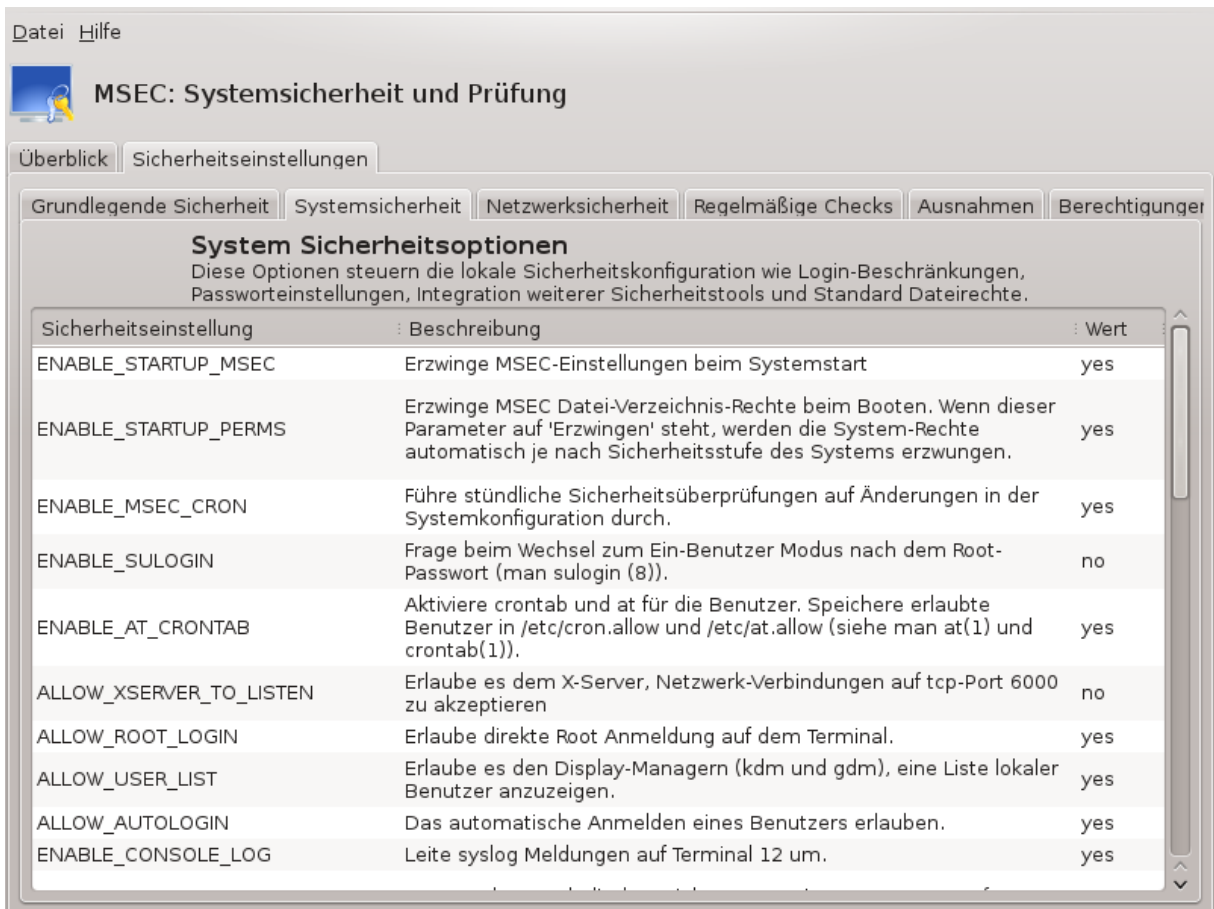 Datei Hilfe
MSEC: Systemsicherheit und Prüfung
Überblick Sicherheitseinstellungen
Grundlegende Sicherheit Systemsicherheit Netzwerksicherheit Regelmäßige Checks Ausnahmen Berechtigungen
System Sicherheitsoptionen
Diese Optionen steuern die lokale Sicherheitskonfiguration wie Login-Beschränkungen,
Passworteinstellungen, Integration weiterer Sicherheitstools und Standard Dateirechte.
Sicherheitseinstellung Beschreibung Wert
ENABLE_STARTUP_MSEC Erzwinge MSEC-Einstellungen beim Systemstart yes
Erzwinge MSEC Datei-Verzeichnis-Rechte beim Booten. Wenn dieser
ENABLE_STARTUP_PERMS Parameter auf 'Erzwingen' steht, werden die System-Rechte yes
automatisch je nach Sicherheitsstufe des Systems erzwungen.
ENABLE_MSEC_CRON Führe stündliche Sicherheitsüberprüfungen auf Änderungen in der
Systemkonfiguration durch. yes
ENABLE_SULOGIN Frage beim Wechsel zum Ein-Benutzer Modus nach dem Root-
Passwort (man sulogin (8)). no
Aktiviere crontab und at für die Benutzer. Speichere erlaubte
ENABLE_AT_CRONTAB Benutzer in /etc/cron.allow und /etc/at.allow (siehe man at(1) und yes
crontab(1)).
ALLOW_XSERVER_TO_LISTEN Erlaube es dem X-Server, Netzwerk-Verbindungen auf tcp-Port 6000
zu akzeptieren no
ALLOW_ROOT_LOGIN Erlaube direkte Root Anmeldung auf dem Terminal. yes
ALLOW_USER_LIST Erlaube es den Display-Managern (kdm und gdm), eine Liste lokaler
Benutzer anzuzeigen. yes
ALLOW_AUTOLOGIN Das automatische Anmelden eines Benutzers erlauben. yes
ENABLE_CONSOLE_LOG Leite syslog Meldungen auf Terminal 12 um. yes